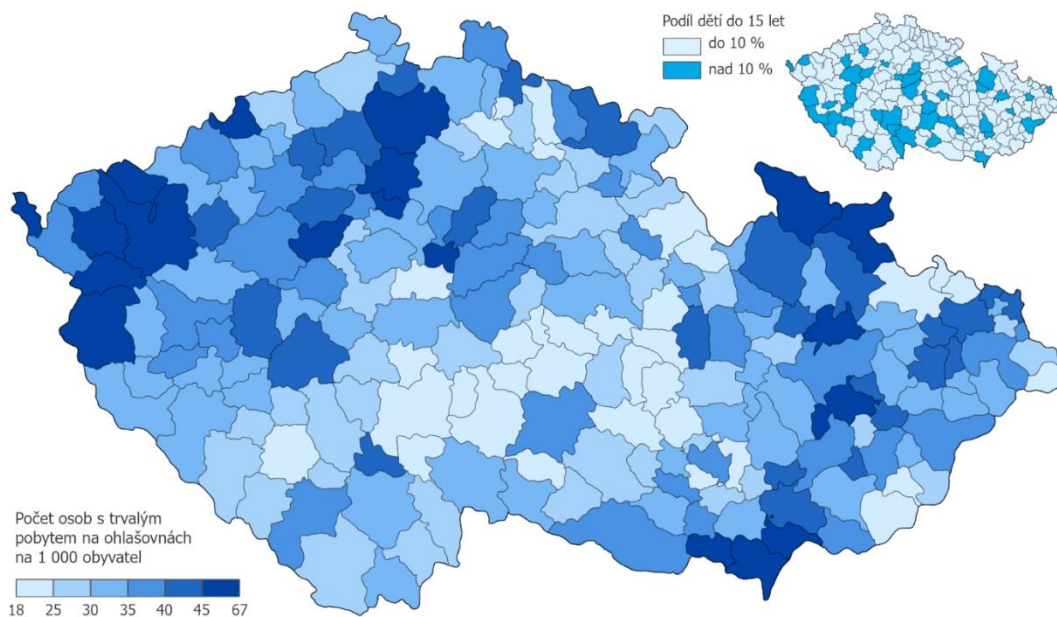 Podíl dětí do 15 let
do 10 %
nad 10 %
Počet osob s trvalým
pobytem na ohlašovnách
na 1 000 obyvatel
18 25 30 35 40 45 67